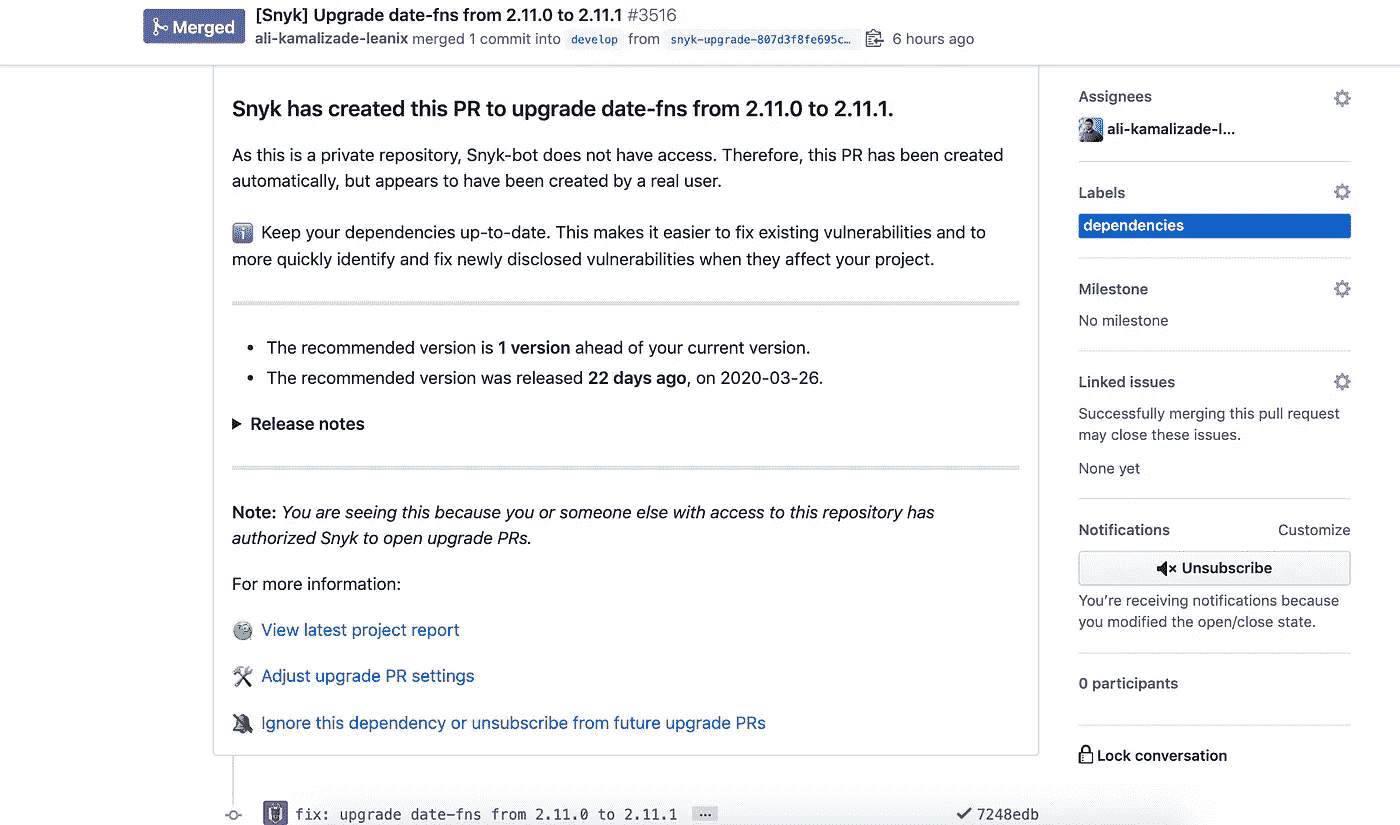 Merged
[Snyk] Upgrade date-fns from 2.11.0 to 2.11.1 #3516
ali-kamalizade-leanix merged 1 commit into develop from snyk-upgrade-807d3f8fe695c… 6 hours ago
Snyk has created this PR to upgrade date-fns from 2.11.0 to 2.11.1.
As this is a private repository, Snyk-bot does not have access. Therefore, this PR has been created
automatically, but appears to have been created by a real user.
Keep your dependencies up-to-date. This makes it easier to fix existing vulnerabilities and to
more quickly identify and fix newly disclosed vulnerabilities when they affect your project.
• The recommended version is 1 version ahead of your current version.
• The recommended version was released 22 days ago, on 2020-03-26.
Release notes
Note: You are seeing this because you or someone else with access to this repository has
authorized Snyk to open upgrade PRs.
For more information:
View latest project report
Adjust upgrade PR settings
Ignore this dependency or unsubscribe from future upgrade PRs
fix: upgrade date-fns from 2.11.0 to 2.11.1 … 7248edb
Assignees
ali-kamalizade-l...
Labels
dependencies
Milestone
No milestone
Linked issues
Successfully merging this pull request
may close these issues.
None yet
Notifications Customize
Unsubscribe
You're receiving notifications because
you modified the open/close state.
0 participants
Lock conversation